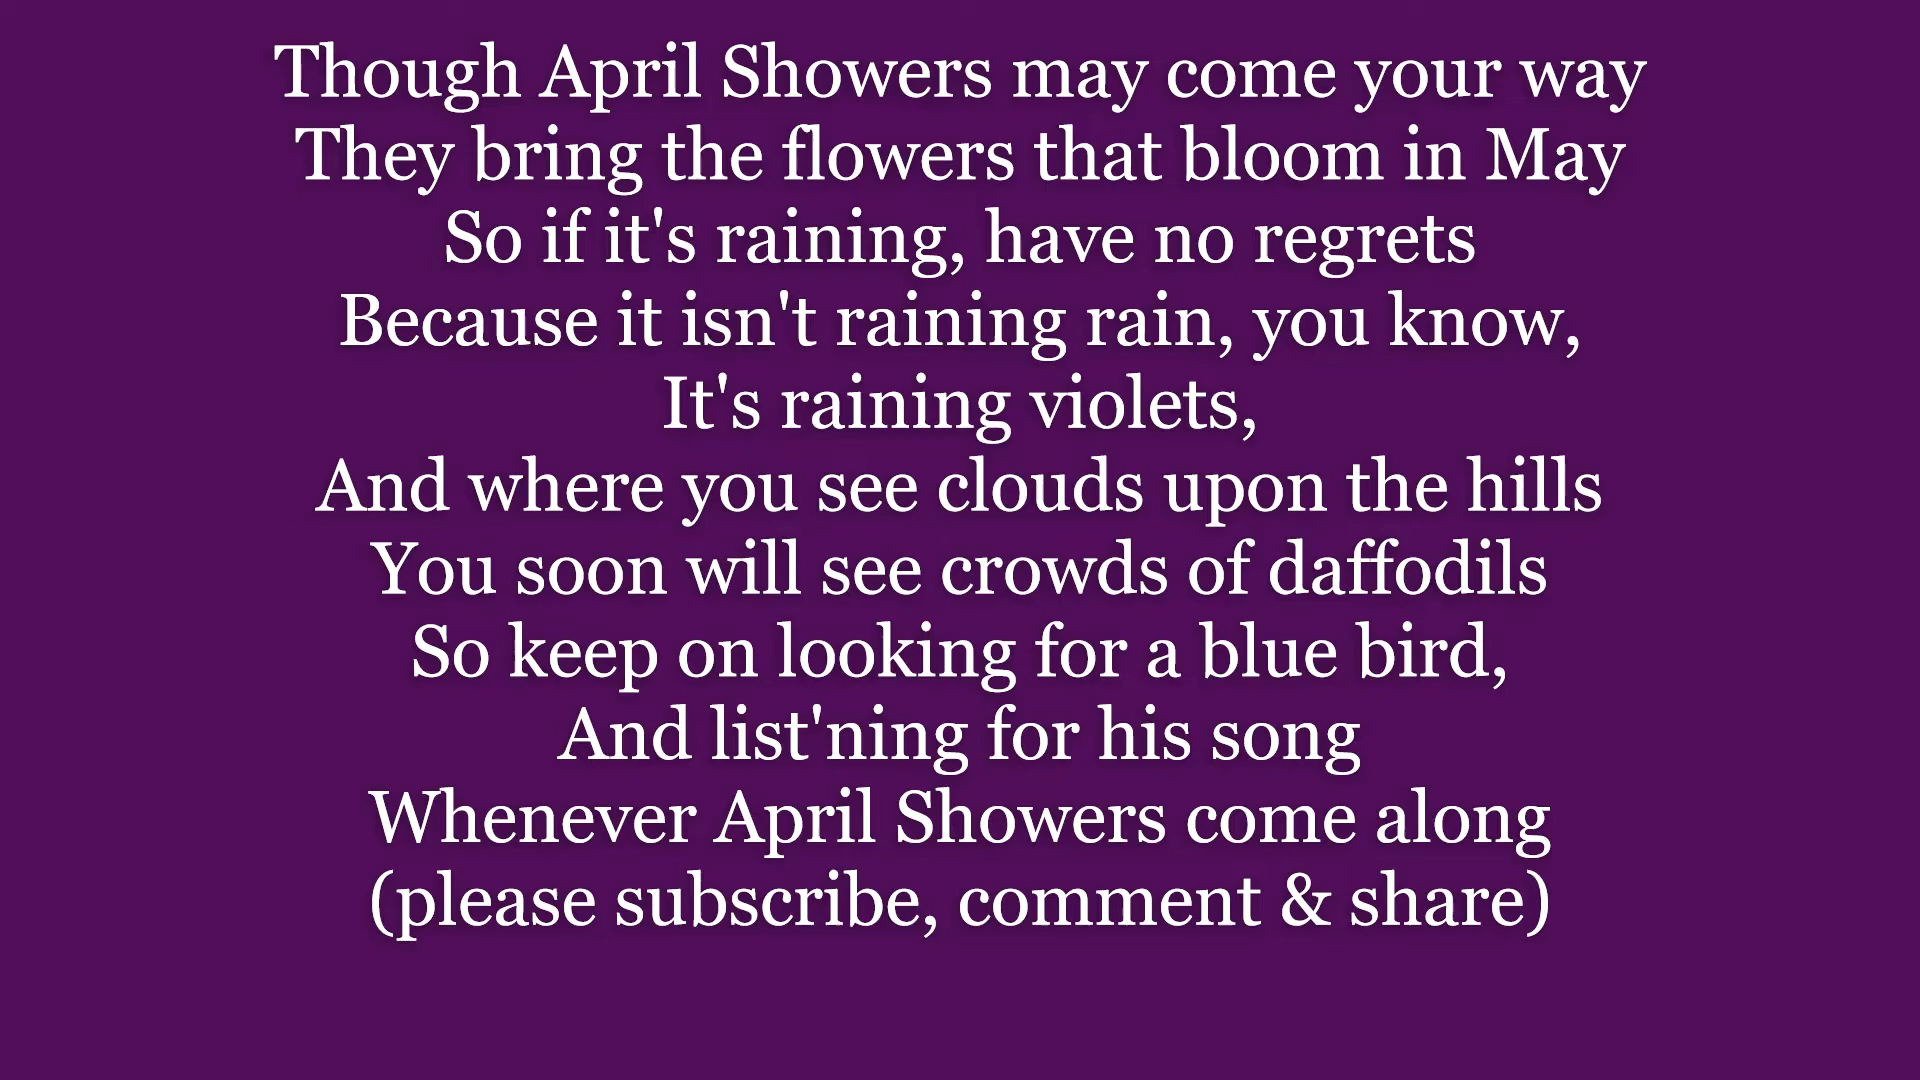 Though April Showers may come your way
They bring the flowers that bloom in May
So if it's raining, have no regrets
Because it isn't raining rain, you know,
It's raining violets,
And where you see clouds upon the hills
You soon will see crowds of daffodils
So keep on looking for a blue bird,
And list'ning for his song
Whenever April Showers come along
(please subscribe, comment & share)